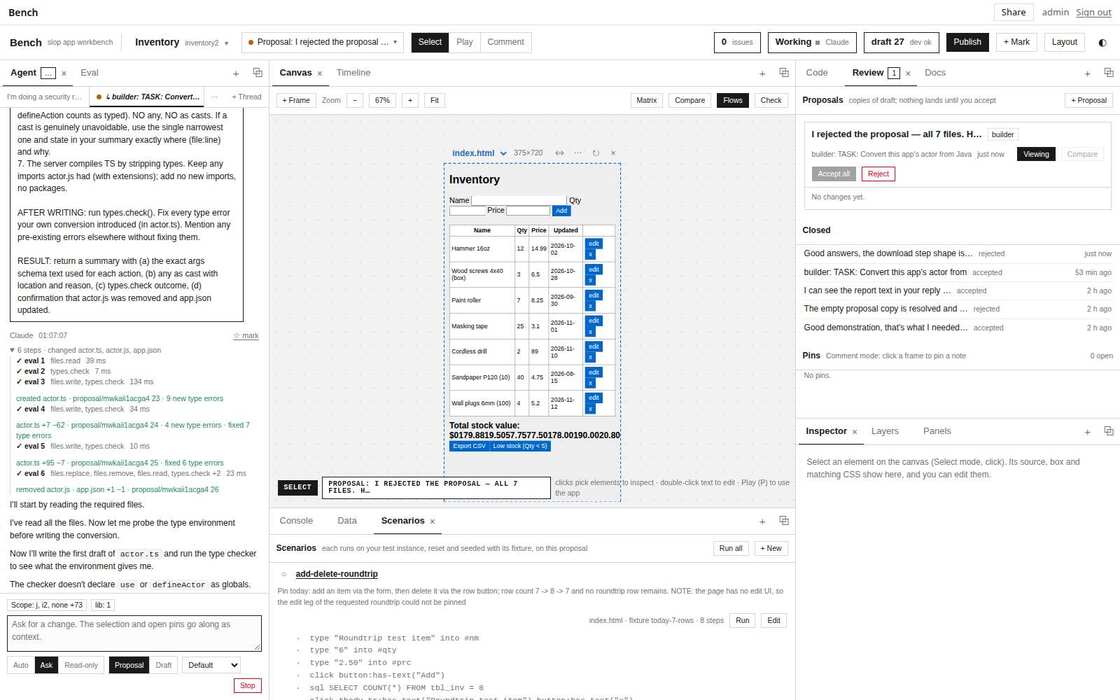 Bench
Share admin Sign out
Bench slop app workbench Inventory inventory2 ▾ Proposal: I rejected the proposal … ▾ Select Play Comment 0 issues Working Claude draft 27 dev ok Publish + Mark Layout
Agent … × Eval +
I'm doing a security r… ↳ builder: TASK: Convert… ··· + Thread
defineAction counts as typed). NO any, NO as casts. If a
cast is genuinely unavoidable, use the single narrowest
one and state in your summary exactly where (file:line)
and why.
7. The server compiles TS by stripping types. Keep any
imports actor.js had (with extensions); add no new imports,
no packages.
AFTER WRITING: run types.check(). Fix every type error
your own conversion introduced (in actor.ts). Mention any
pre-existing errors elsewhere without fixing them.
RESULT: return a summary with (a) the exact args
schema text used for each action, (b) any as cast with
location and reason, (c) types.check outcome, (d)
confirmation that actor.js was removed and app.json
updated.
Claude 01:07:07 ☆ mark
▾ 6 steps · changed actor.ts, actor.js, app.json
✓ eval 1 files.read 39 ms
✓ eval 2 types.check 7 ms
✓ eval 3 files.write, types.check 134 ms
created actor.ts · proposal/mwkaii1acga4 23 · 9 new type errors
✓ eval 4 files.write, types.check 34 ms
actor.ts +7 −62 · proposal/mwkaii1acga4 24 · 4 new type errors · fixed 7
type errors
✓ eval 5 files.write, types.check 10 ms
actor.ts +95 −7 · proposal/mwkaii1acga4 25 · fixed 6 type errors
✓ eval 6 files.replace, files.remove, files.read, types.check +2 23 ms
removed actor.js · app.json +1 −1 · proposal/mwkaii1acga4 26
I'll start by reading the required files.
I've read all the files. Now let me probe the type environment
before writing the conversion.
Now I'll write the first draft of actor.ts and run the type checker
to see what the environment gives me.
The checker doesn't declare use or defineActor as globals.
Scope: j, i2, none +73 lib: 1
Ask for a change. The selection and open pins go along as
context.
Auto Ask Read-only Proposal Draft Default
Stop
Canvas × Timeline +
+ Frame Zoom − 67% + Fit Matrix Compare Flows Check
index.html 375×720 ⇔ ··· ↻ ×
Inventory
Name Qty
Price Add
Name Qty Price Updated
Hammer 16oz 12 14.99 2026-10-02 edit x
Wood screws 4x40 (box) 3 6.5 2026-10-28 edit x
Paint roller 7 8.25 2026-09-30 edit x
Masking tape 25 3.1 2026-11-01 edit x
Cordless drill 2 89 2026-11-10 edit x
Sandpaper P120 (10) 40 4.75 2026-08-15 edit x
Wall plugs 6mm (100) 4 5.2 2026-11-12 edit x
Total stock value:
$0179.8819.5057.7577.50178.00190.0020.80
Export CSV Low stock (Qty < 5)
SELECT PROPOSAL: I REJECTED THE PROPOSAL — ALL 7 FILES. H… clicks pick elements to inspect · double-click text to edit · Play (P) to use the app
Console Data Scenarios × +
Scenarios each runs on your test instance, reset and seeded with its fixture, on this proposal Run all + New
○ add-delete-roundtrip
Pin today: add an item via the form, then delete it via the row button; row count 7 -> 8 -> 7 and no roundtrip row remains. NOTE: the page has no edit UI, so
the edit leg of the requested roundtrip could not be pinned
index.html · fixture today-7-rows · 8 steps Run Edit
· type "Roundtrip test item" into #nm
· type "6" into #qty
· type "2.50" into #prc
· click button:has-text("Add")
· sql SELECT COUNT(*) FROM tbl_inv = 8
Code Review 1 × Docs +
Proposals copies of draft; nothing lands until you accept + Proposal
I rejected the proposal — all 7 files. H… builder
builder: TASK: Convert this app's actor from Java just now Viewing Compare
Accept all Reject
No changes yet.
Closed
Good answers, the download step shape is… rejected just now
builder: TASK: Convert this app's actor from accepted 53 min ago
I can see the report text in your reply … accepted 2 h ago
The empty proposal copy is resolved and … rejected 2 h ago
Good demonstration, that's what I needed… accepted 2 h ago
Pins Comment mode: click a frame to pin a note 0 open
No pins.
Inspector × Layers Panels +
Select an element on the canvas (Select mode, click). Its source, box and
matching CSS show here, and you can edit them.